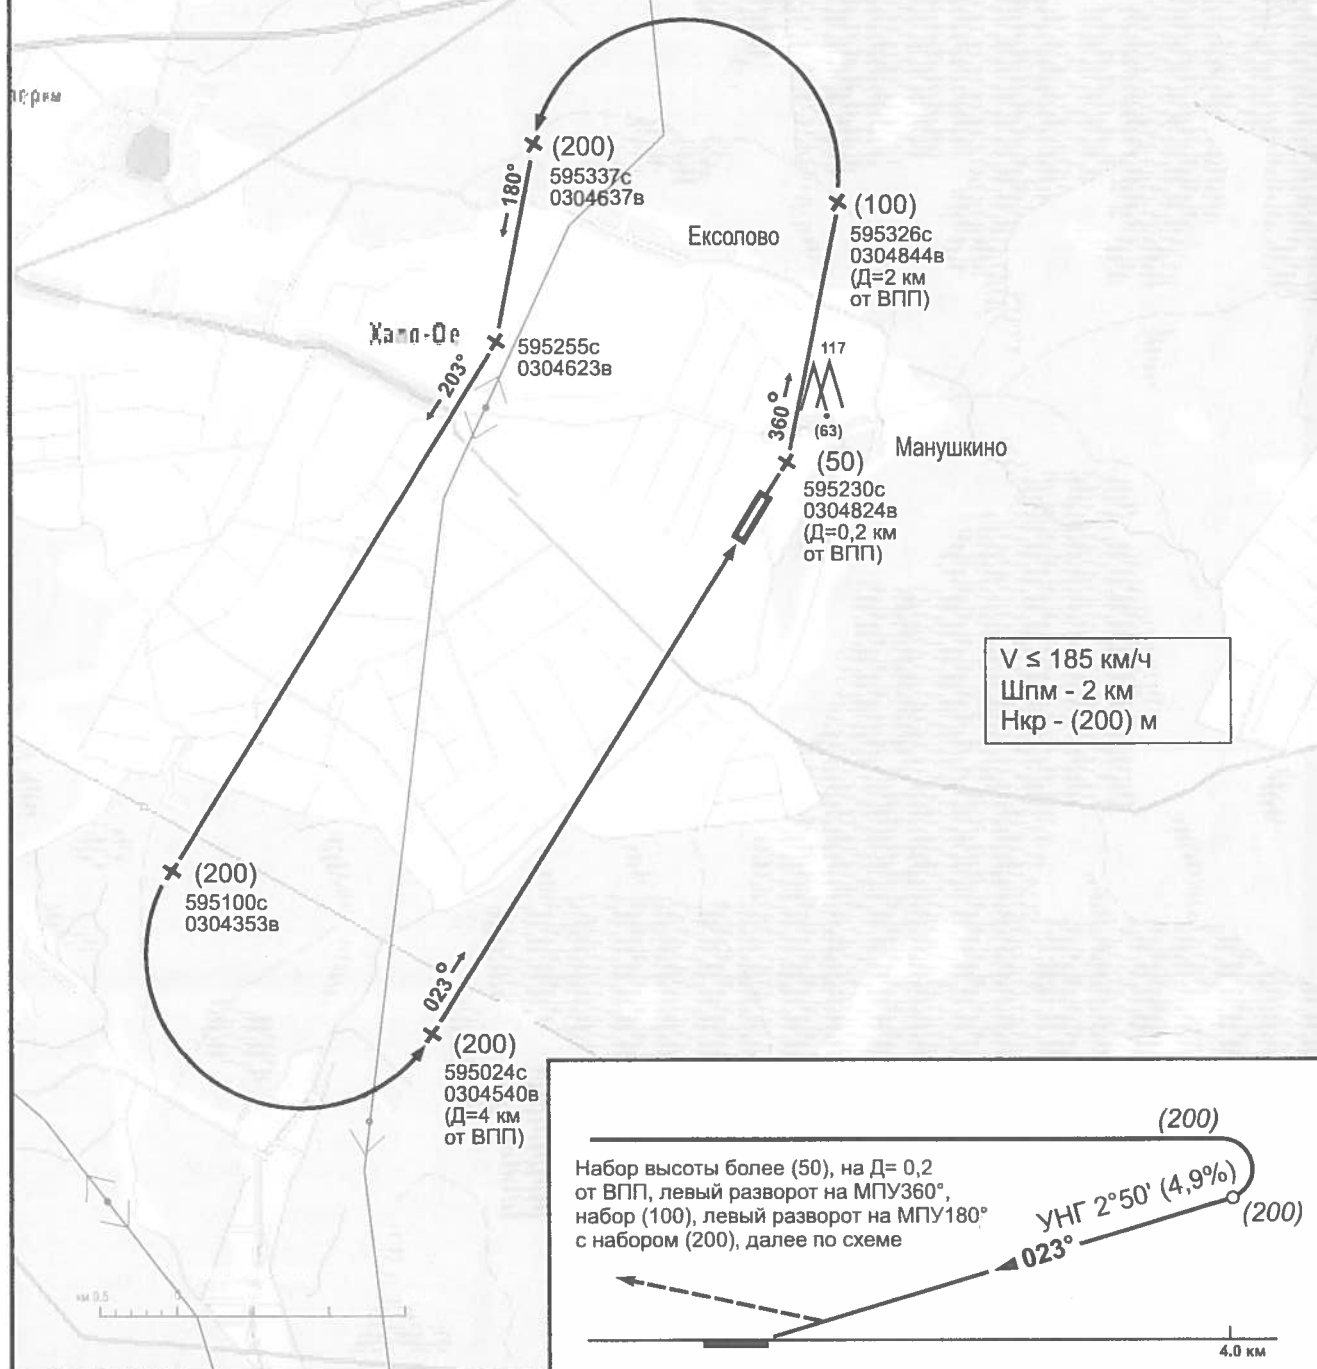 (200)
595337с
0304637в
← 180°
(100)
595326с
0304844в
(Д=2 км
от ВПП)
Ексолово
595255с
0304623в
← 203°
117
(63)
360° →
Манушкино
(50)
595230с
0304824в
(Д=0,2 км
от ВПП)
V ≤ 185 км/ч
Шпм - 2 км
Нкр - (200) м
(200)
595100с
0304353в
023° →
(200)
595024с
0304540в
(Д=4 км
от ВПП)
(200)
Набор высоты более (50), на Д= 0,2
от ВПП, левый разворот на МПУ360°,
набор (100), левый разворот на МПУ180°
с набором (200), далее по схеме
УНГ 2°50' (4,9%)
(200)
023°
км 0.5
0
4.0 км